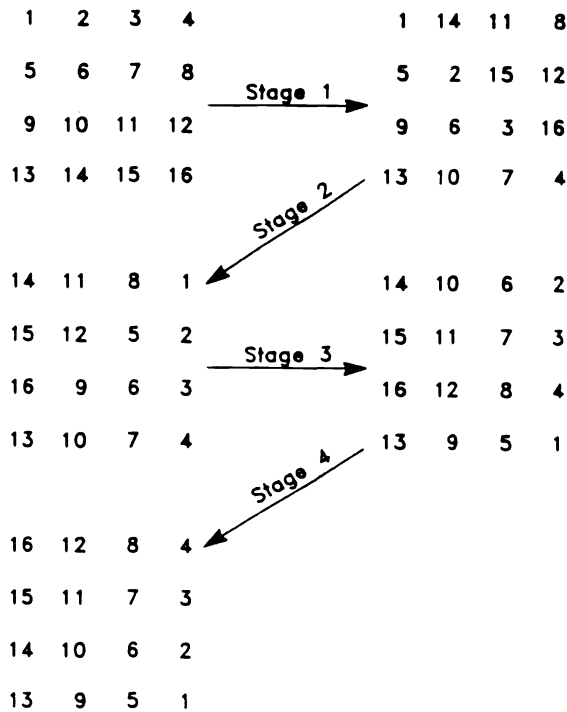 1 2 3 4
5 6 7 8
9 10 11 12
13 14 15 16
Stage 1
1 14 11 8
5 2 15 12
9 6 3 16
13 10 7 4
Stage 2
14 11 8 1
15 12 5 2
16 9 6 3
13 10 7 4
Stage 3
14 10 6 2
15 11 7 3
16 12 8 4
13 9 5 1
Stage 4
16 12 8 4
15 11 7 3
14 10 6 2
13 9 5 1